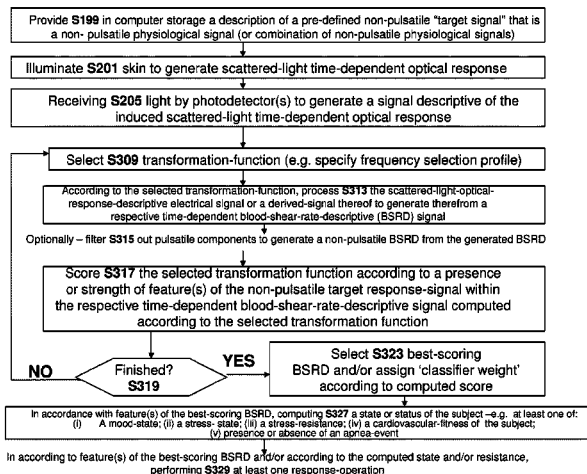 Provide S199 in computer storage a description of a pre-defined non-pulsatile “target signal” that is
a non- pulsatile physiological signal (or combination of non-pulsatile physiological signals)
Illuminate S201 skin to generate scattered-light time-dependent optical response
Receiving S205 light by photodetector(s) to generate a signal descriptive of the
induced scattered-light time-dependent optical response
Select S309 transformation-function (e.g. specify frequency selection profile)
According to the selected transformation-function, process S313 the scattered-light-optical-
response-descriptive electrical signal or a derived-signal thereof to generate therefrom a
respective time-dependent blood-shear-rate-descriptive (BSRD) signal
Optionally – filter S315 out pulsatile components to generate a non-pulsatile BSRD from the generated BSRD
Score S317 the selected transformation function according to a presence
or strength of feature(s) of the non-pulsatile target response-signal within
the respective time-dependent blood-shear-rate-descriptive signal computed
according to the selected transformation function
NO
Finished?
S319
YES
Select S323 best-scoring
BSRD and/or assign ‘classifier weight’
according to computed score
In accordance with feature(s) of the best-scoring BSRD, computing S327 a state or status of the subject –e.g. at least one of:
(i) A mood-state; (ii) a stress- state; (iii) a stress-resistance; (iv) a cardiovascular-fitness of the subject;
(v) presence or absence of an apnea-event
In according to feature(s) of the best-scoring BSRD and/or according to the computed state and/or resistance,
performing S329 at least one response-operation